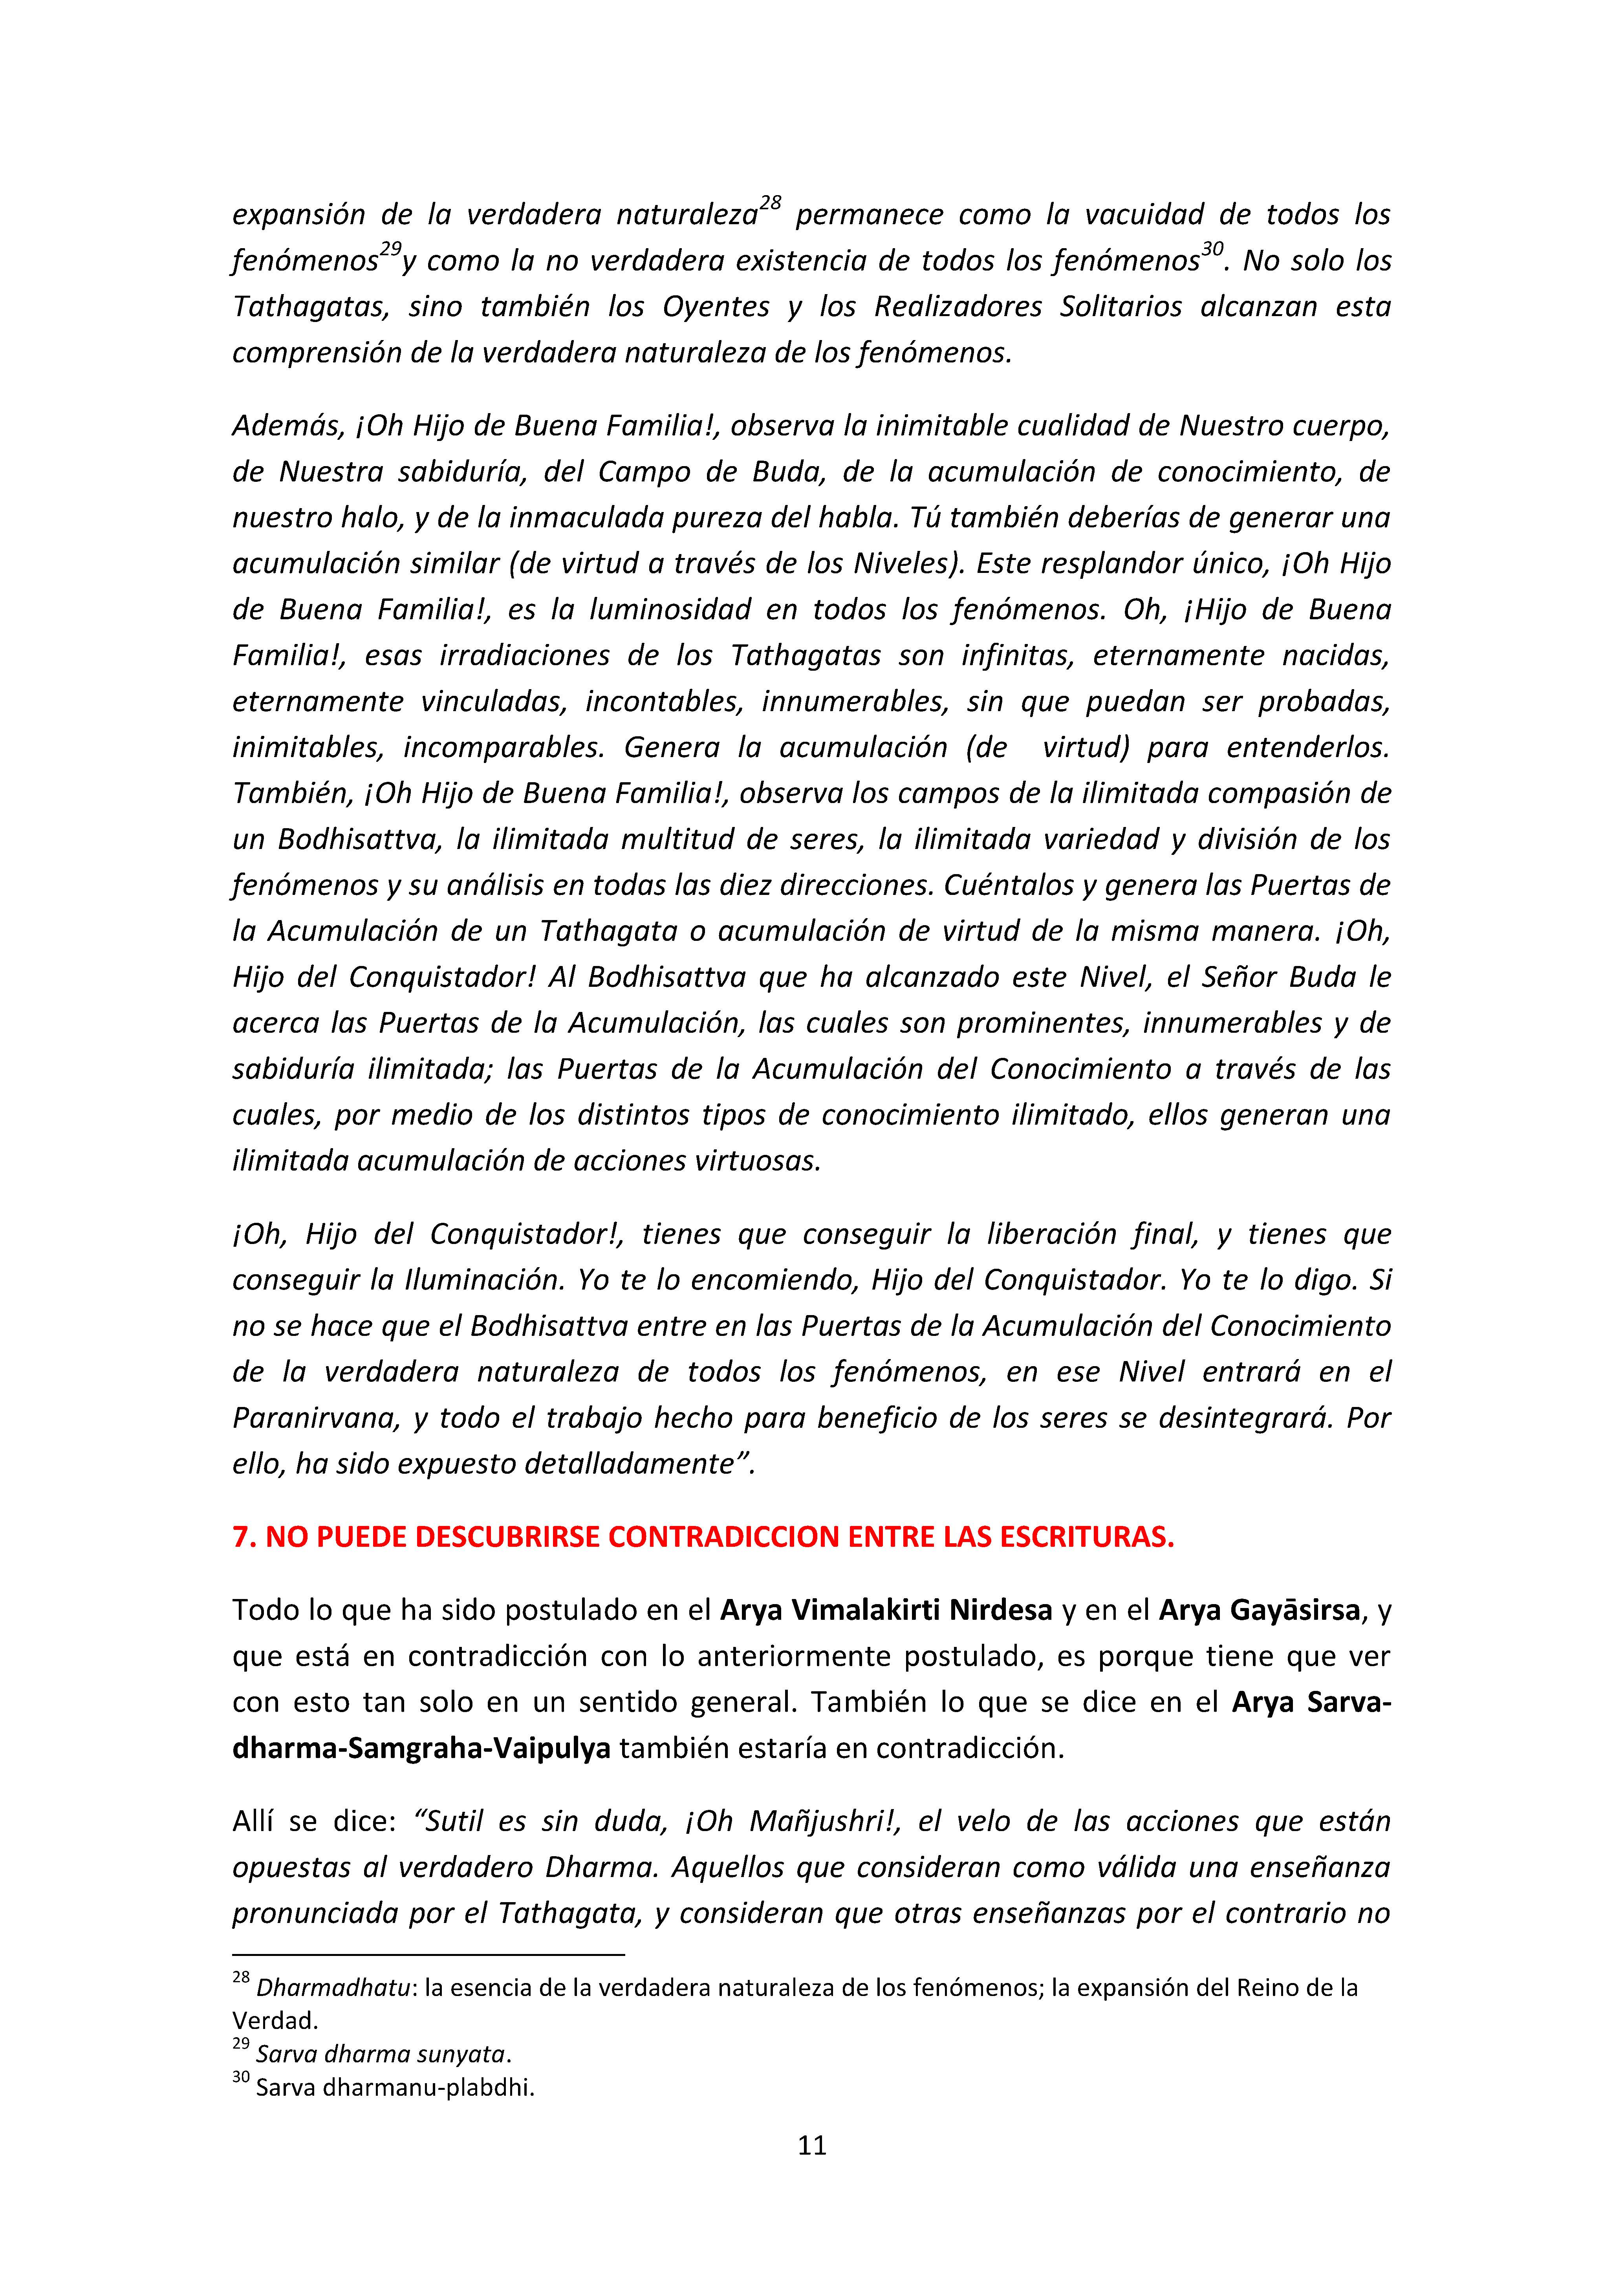 expansión de la verdadera naturaleza28 permanece como la vacuidad de todos los
fenómenos29y como la no verdadera existencia de todos los fenómenos30. No solo los
Tathagatas, sino también los Oyentes y los Realizadores Solitarios alcanzan esta
comprensión de la verdadera naturaleza de los fenómenos.
Además, ¡Oh Hijo de Buena Familia!, observa la inimitable cualidad de Nuestro cuerpo,
de Nuestra sabiduría, del Campo de Buda, de la acumulación de conocimiento, de
nuestro halo, y de la inmaculada pureza del habla. Tú también deberías de generar una
acumulación similar (de virtud a través de los Niveles). Este resplandor único, ¡Oh Hijo
de Buena Familia!, es la luminosidad en todos los fenómenos. Oh, ¡Hijo de Buena
Familia!, esas irradiaciones de los Tathagatas son infinitas, eternamente nacidas,
eternamente vinculadas, incontables, innumerables, sin que puedan ser probadas,
inimitables, incomparables. Genera la acumulación (de virtud) para entenderlos.
También, ¡Oh Hijo de Buena Familia!, observa los campos de la ilimitada compasión de
un Bodhisattva, la ilimitada multitud de seres, la ilimitada variedad y división de los
fenómenos y su análisis en todas las diez direcciones. Cuéntalos y genera las Puertas de
la Acumulación de un Tathagata o acumulación de virtud de la misma manera. ¡Oh,
Hijo del Conquistador! Al Bodhisattva que ha alcanzado este Nivel, el Señor Buda le
acerca las Puertas de la Acumulación, las cuales son prominentes, innumerables y de
sabiduría ilimitada; las Puertas de la Acumulación del Conocimiento a través de las
cuales, por medio de los distintos tipos de conocimiento ilimitado, ellos generan una
ilimitada acumulación de acciones virtuosas.
¡Oh, Hijo del Conquistador!, tienes que conseguir la liberación final, y tienes que
conseguir la Iluminación. Yo te lo encomiendo, Hijo del Conquistador. Yo te lo digo. Si
no se hace que el Bodhisattva entre en las Puertas de la Acumulación del Conocimiento
de la verdadera naturaleza de todos los fenómenos, en ese Nivel entrará en el
Paranirvana, y todo el trabajo hecho para beneficio de los seres se desintegrará. Por
ello, ha sido expuesto detalladamente”.
7. NO PUEDE DESCUBRIRSE CONTRADICCION ENTRE LAS ESCRITURAS.
Todo lo que ha sido postulado en el Arya Vimalakirti Nirdesa y en el Arya Gayāsirsa, y
que está en contradicción con lo anteriormente postulado, es porque tiene que ver
con esto tan solo en un sentido general. También lo que se dice en el Arya Sarva-
dharma-Samgraha-Vaipulya también estaría en contradicción.
Allí se dice: “Sutil es sin duda, ¡Oh Mañjushri!, el velo de las acciones que están
opuestas al verdadero Dharma. Aquellos que consideran como válida una enseñanza
pronunciada por el Tathagata, y consideran que otras enseñanzas por el contrario no
28 Dharmadhatu: la esencia de la verdadera naturaleza de los fenómenos; la expansión del Reino de la
Verdad.
29 Sarva dharma sunyata.
30 Sarva dharmanu-plabdhi.
11